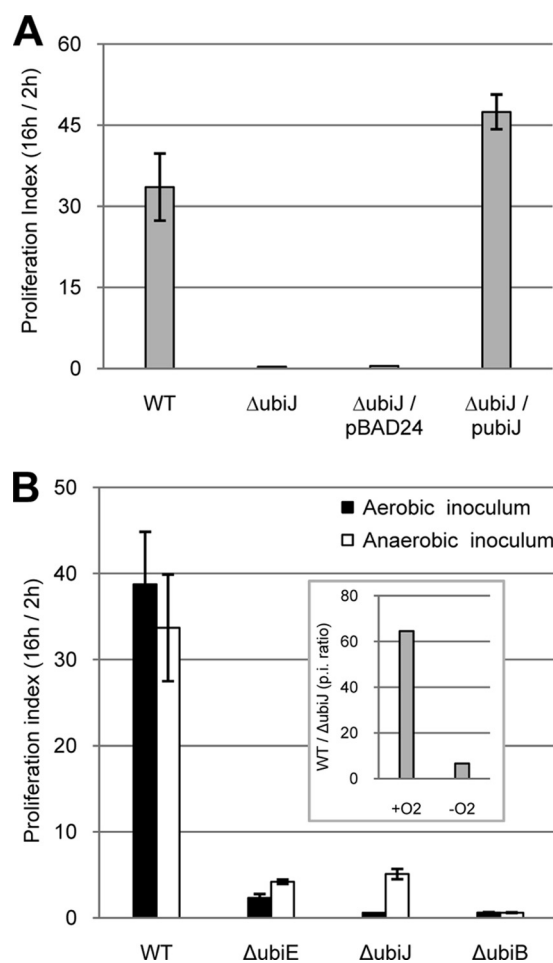 A
Proliferation Index (16h / 2h)
60
45
30
15
0
WT
ΔubiJ
ΔubiJ /
pBAD24
ΔubiJ /
pubiJ
B
Proliferation index (16h / 2h)
50
40
30
20
10
0
Aerobic inoculum
Anaerobic inoculum
WT / ΔubiJ (p.i. ratio)
80
60
40
20
0
+O2
-O2
WT
ΔubiE
ΔubiJ
ΔubiB